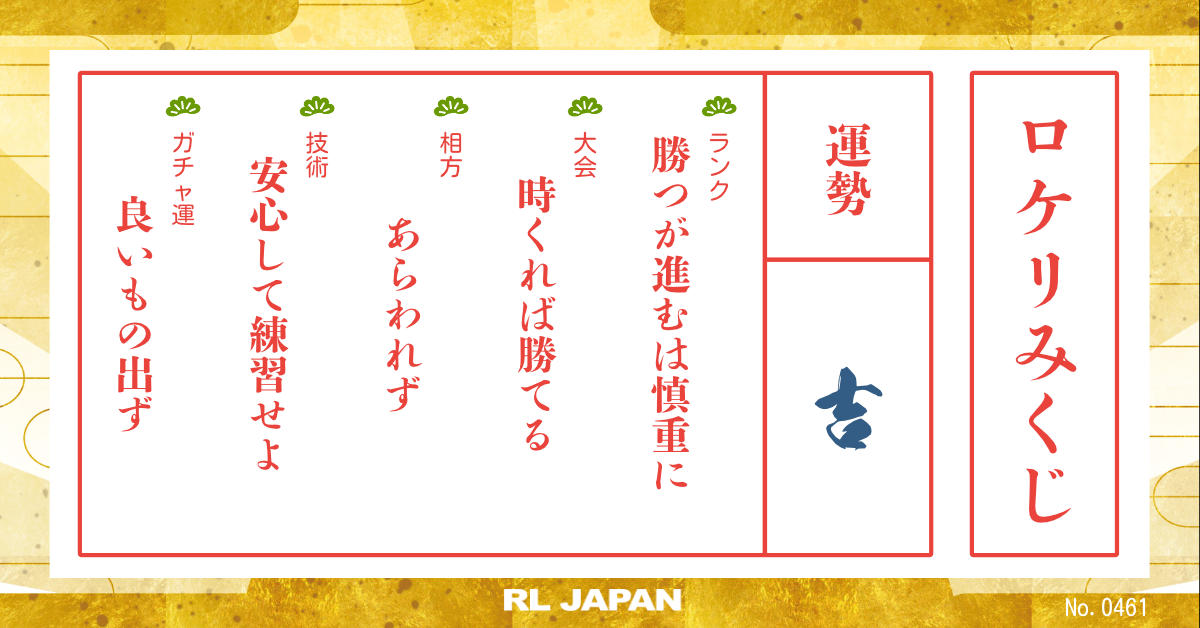 ロケリみくじ
運勢
吉
ランク
勝つが進むは慎重に
大会
時くれば勝てる
相方
あらわれず
技術
安心して練習せよ
ガチャ運
良いもの出ず
RL JAPAN
No. 0461